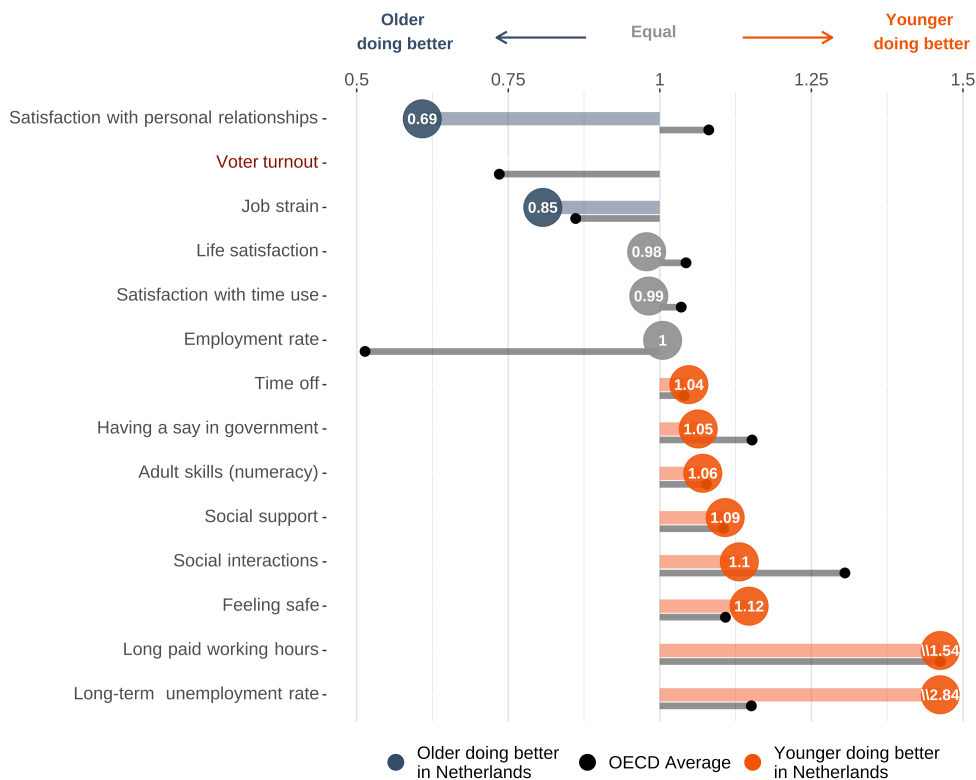 Older
doing better
Equal
Younger
doing better
0.5 0.75 1 1.25 1.5
Satisfaction with personal relationships 0.69
Voter turnout
Job strain 0.85
Life satisfaction 0.98
Satisfaction with time use 0.99
Employment rate 1
Time off 1.04
Having a say in government 1.05
Adult skills (numeracy) 1.06
Social support 1.09
Social interactions 1.1
Feeling safe 1.12
Long paid working hours \\1.54
Long-term  unemployment rate \\2.84
Older doing better
in Netherlands
OECD Average
Younger doing better
in Netherlands